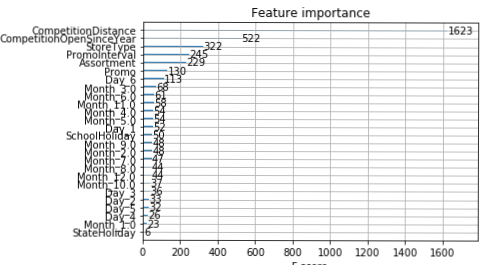 Feature importance
CompetitionDistance 1623
CompetitionOpenSinceYear 522
StoreType 322
PromoInterval 245
Assortment 229
Promo 130
Day_6 113
Month_3.0 68
Month_6.0 61
Month_11.0 58
Month_4.0 54
Month_5.0 54
Day_1 52
SchoolHoliday 50
Month_9.0 48
Month_2.0 48
Month_7.0 47
Month_8.0 44
Month_12.0 44
Month_10.0 37
Day_3 36
Day_2 33
Day_5 32
Day_4 26
Month_1.0 23
StateHoliday 6
0 200 400 600 800 1000 1200 1400 1600